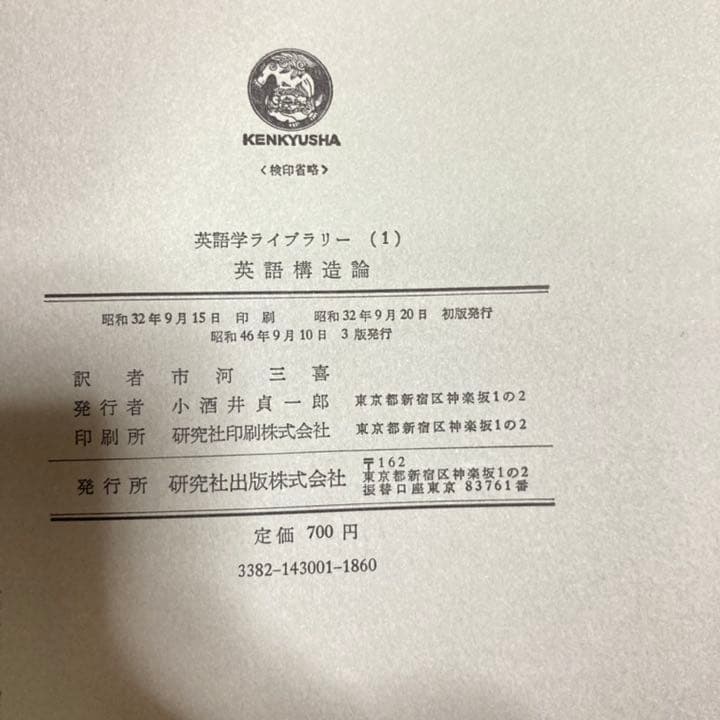 KENKYUSHA
<検印省略>
英語学ライブラリー (1)
英語構造論
昭和32年9月15日 印刷 昭和32年9月20日 初版発行
昭和46年9月10日 3版発行
訳者 市河三喜
発行者 小酒井貞一郎 東京都新宿区神楽坂1の2
印刷所 研究社印刷株式会社 東京都新宿区神楽坂1の2
発行所 研究社出版株式会社 〒162
東京都新宿区神楽坂1の2
振替口座東京 83761番
定価 700円
3382-143001-1860